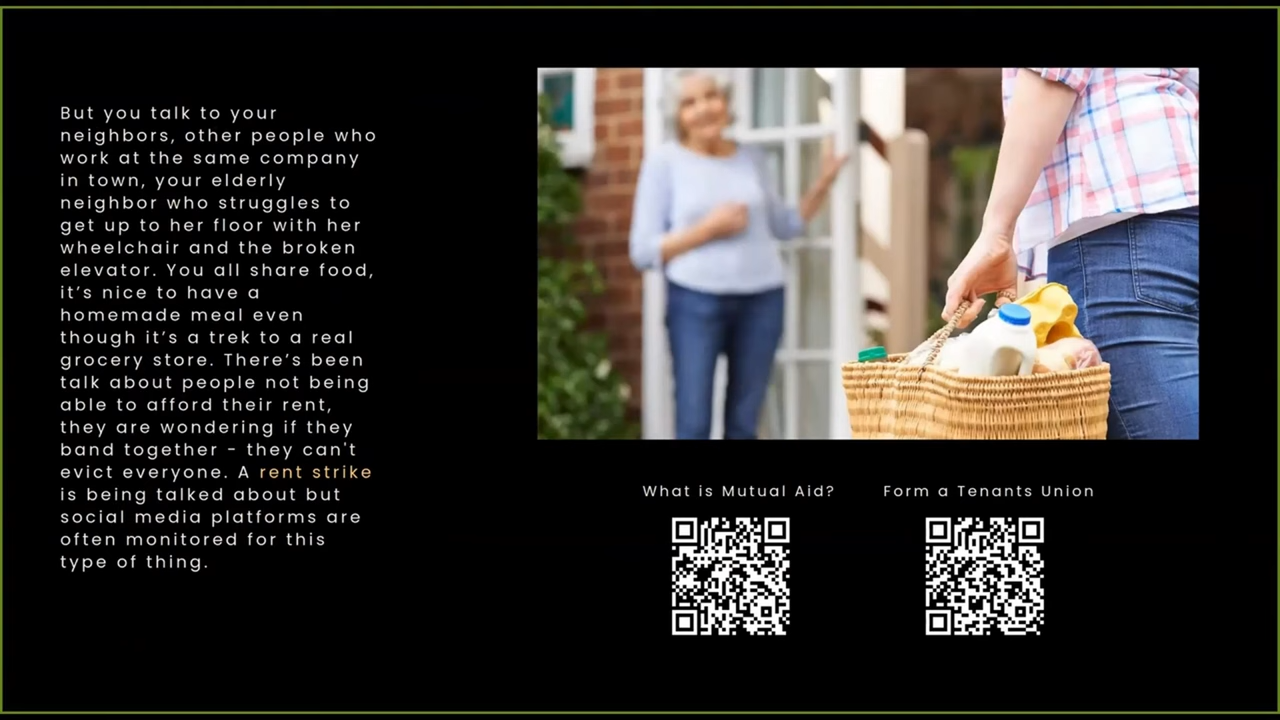 But you talk to your
neighbors, other people who
work at the same company
in town, your elderly
neighbor who struggles to
get up to her floor with her
wheelchair and the broken
elevator. You all share food,
it’s nice to have a
homemade meal even
though it’s a trek to a real
grocery store. There’s been
talk about people not being
able to afford their rent,
they are wondering if they
band together - they can't
evict everyone. A rent strike
is being talked about but
social media platforms are
often monitored for this
type of thing.
What is Mutual Aid?
Form a Tenants Union